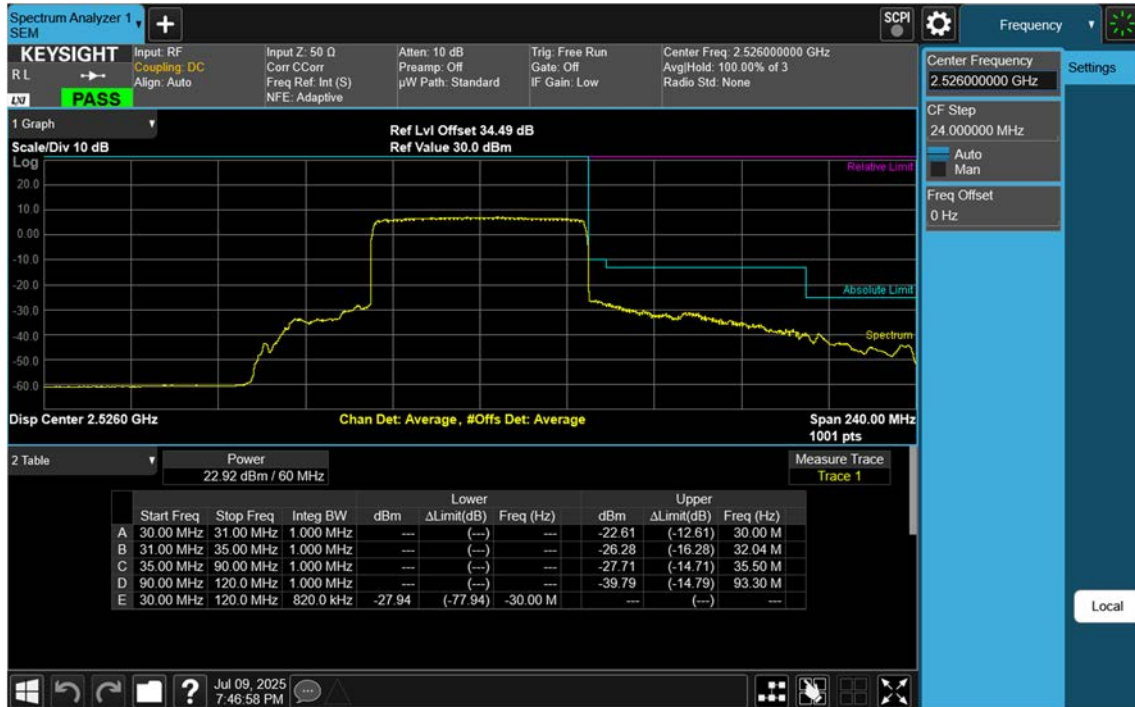 Spectrum Analyzer 1
SEM
SCPI
Frequency
KEYSIGHT
R L
LXI
PASS
Input: RF
Coupling: DC
Align: Auto
Input Z: 50 Ω
Corr CCorr
Freq Ref: Int (S)
NFE: Adaptive
Atten: 10 dB
Preamp: Off
µW Path: Standard
Trig: Free Run
Gate: Off
IF Gain: Low
Center Freq: 2.526000000 GHz
Avg|Hold: 100.00% of 3
Radio Std: None
Center Frequency
2.526000000 GHz
Settings
CF Step
24.000000 MHz
Auto
Man
Freq Offset
0 Hz
1 Graph
Scale/Div 10 dB
Ref Lvl Offset 34.49 dB
Ref Value 30.0 dBm
Log
Relative Limit
20.0
10.0
0.00
-10.0
-20.0
Absolute Limit
-30.0
-40.0
Spectrum
-50.0
-60.0
Disp Center 2.5260 GHz
Chan Det: Average, #Offs Det: Average
Span 240.00 MHz
1001 pts
2 Table
Power
22.92 dBm / 60 MHz
Measure Trace
Trace 1
Lower Upper
Start Freq Stop Freq Integ BW dBm ΔLimit(dB) Freq (Hz) dBm ΔLimit(dB) Freq (Hz)
A 30.00 MHz 31.00 MHz 1.000 MHz --- (---) --- -22.61 (-12.61) 30.00 M
B 31.00 MHz 35.00 MHz 1.000 MHz --- (---) --- -26.28 (-16.28) 32.04 M
C 35.00 MHz 90.00 MHz 1.000 MHz --- (---) --- -27.71 (-14.71) 35.50 M
D 90.00 MHz 120.0 MHz 1.000 MHz --- (---) --- -39.79 (-14.79) 93.30 M
E 30.00 MHz 120.0 MHz 820.0 kHz -27.94 (-77.94) -30.00 M --- (---) ---
Local
?
Jul 09, 2025
7:46:58 PM